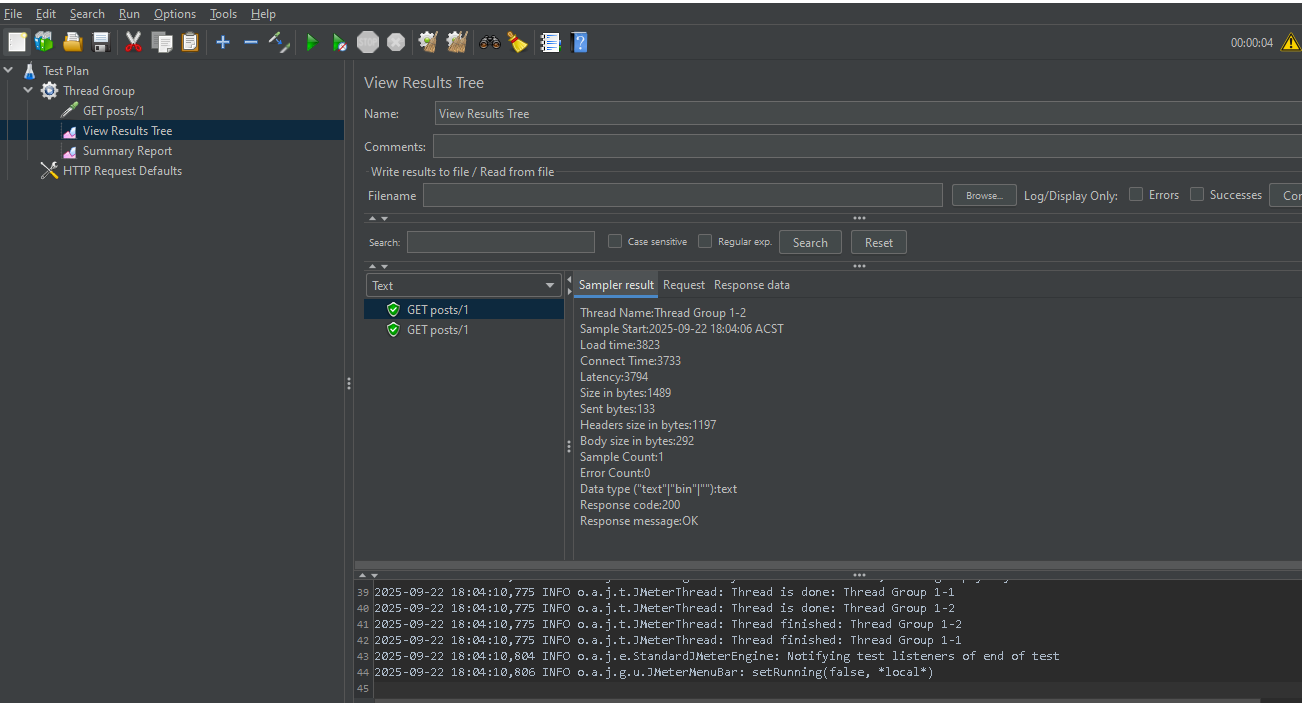 File Edit Search Run Options Tools Help
00:00:04
Test Plan
Thread Group
GET posts/1
View Results Tree
Summary Report
HTTP Request Defaults
View Results Tree
Name: View Results Tree
Comments:
Write results to file / Read from file
Filename Browse... Log/Display Only: Errors Successes Con
Search: Case sensitive Regular exp. Search Reset
Text
GET posts/1
GET posts/1
Sampler result Request Response data
Thread Name:Thread Group 1-2
Sample Start:2025-09-22 18:04:06 ACST
Load time:3823
Connect Time:3733
Latency:3794
Size in bytes:1489
Sent bytes:133
Headers size in bytes:1197
Body size in bytes:292
Sample Count:1
Error Count:0
Data type ("text"|"bin"|""):text
Response code:200
Response message:OK
39 2025-09-22 18:04:10,775 INFO o.a.j.t.JMeterThread: Thread is done: Thread Group 1-1
40 2025-09-22 18:04:10,775 INFO o.a.j.t.JMeterThread: Thread is done: Thread Group 1-2
41 2025-09-22 18:04:10,775 INFO o.a.j.t.JMeterThread: Thread finished: Thread Group 1-2
42 2025-09-22 18:04:10,775 INFO o.a.j.t.JMeterThread: Thread finished: Thread Group 1-1
43 2025-09-22 18:04:10,804 INFO o.a.j.e.StandardJMeterEngine: Notifying test listeners of end of test
44 2025-09-22 18:04:10,806 INFO o.a.j.g.u.JMeterMenuBar: setRunning(false, *local*)
45